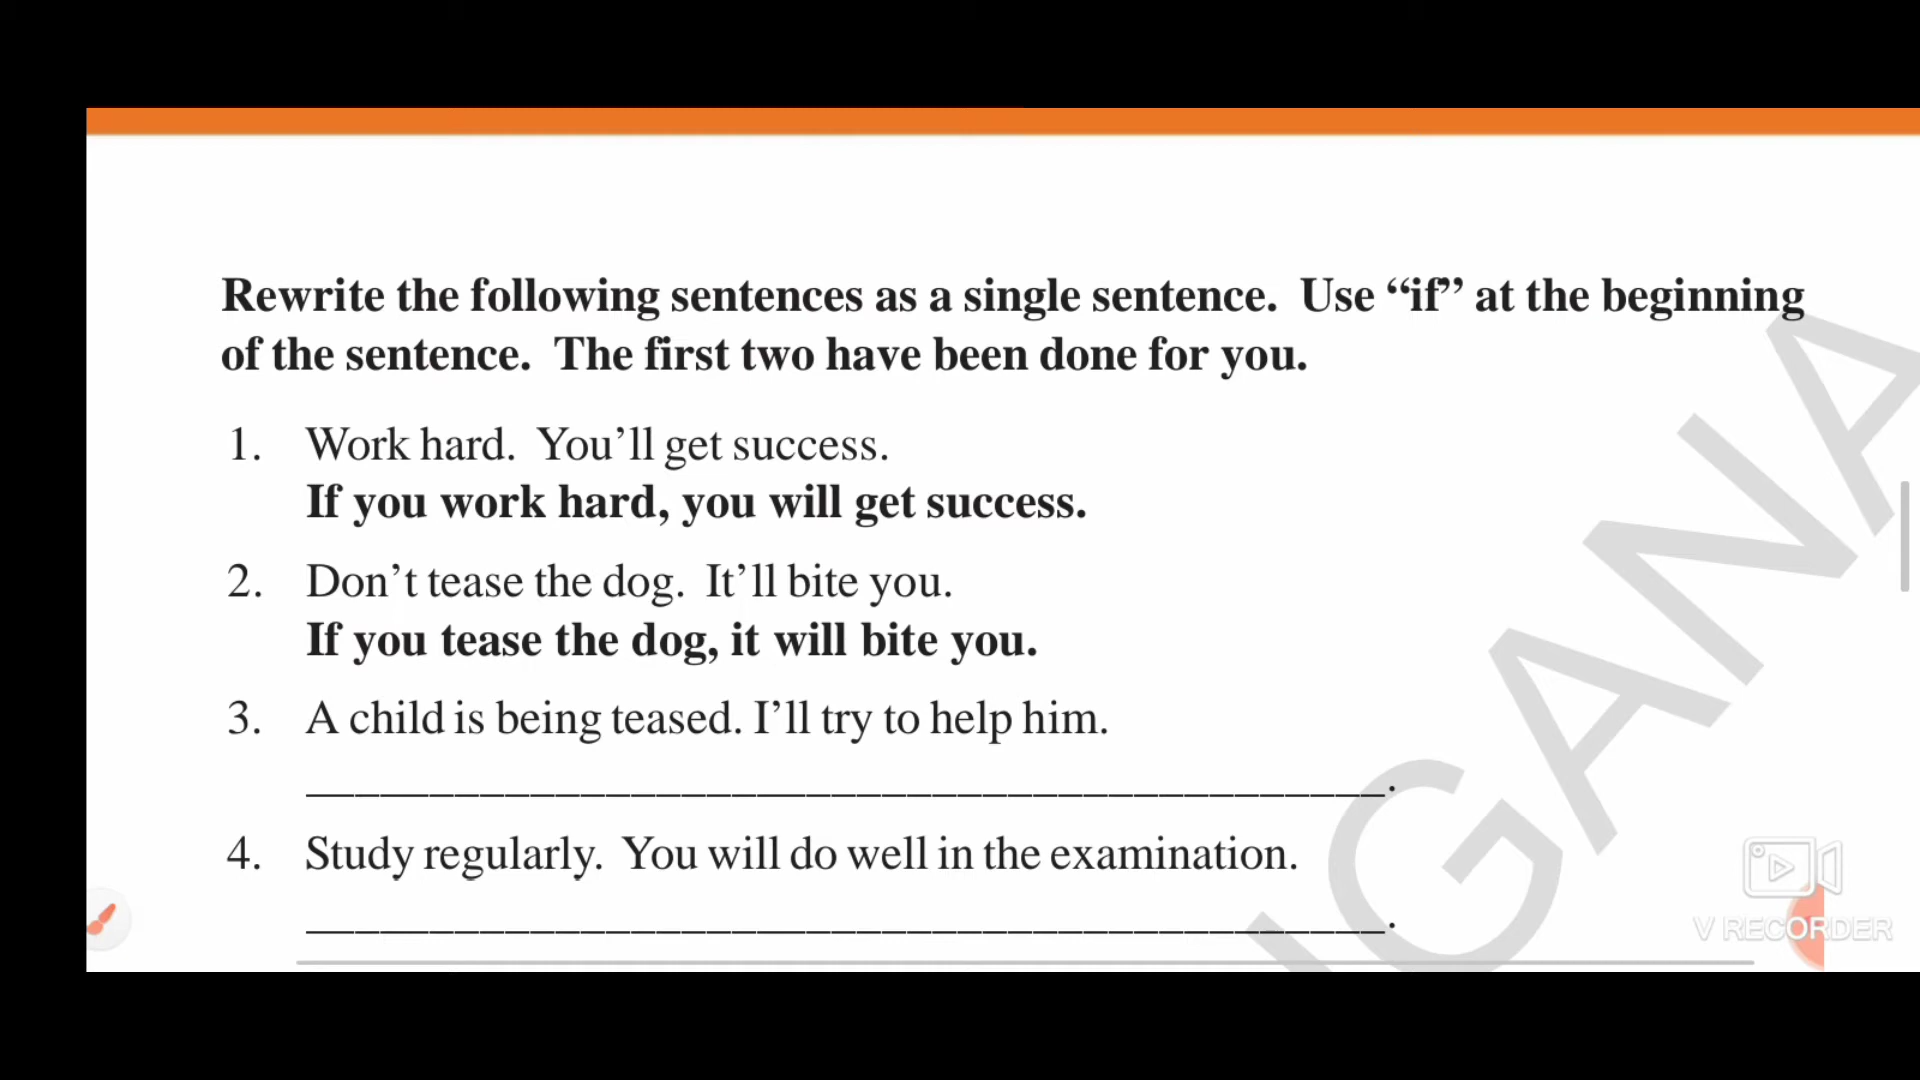 Rewrite the following sentences as a single sentence. Use “if” at the beginning
of the sentence. The first two have been done for you.
1. Work hard. You’ll get success.
If you work hard, you will get success.
2. Don’t tease the dog. It’ll bite you.
If you tease the dog, it will bite you.
3. A child is being teased. I’ll try to help him.
___________________________________________.
4. Study regularly. You will do well in the examination.
___________________________________________.
GANA
V RECORDER